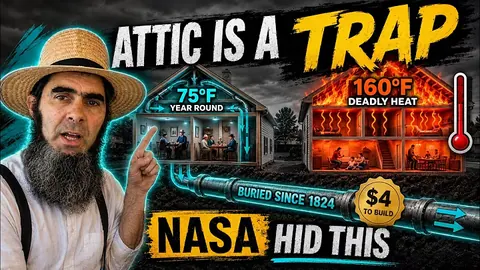 ATTIC IS A TRAP
75°F
YEAR ROUND
160°F
DEADLY HEAT
BURIED SINCE 1824
$4
TO BUILD
NASA HID THIS